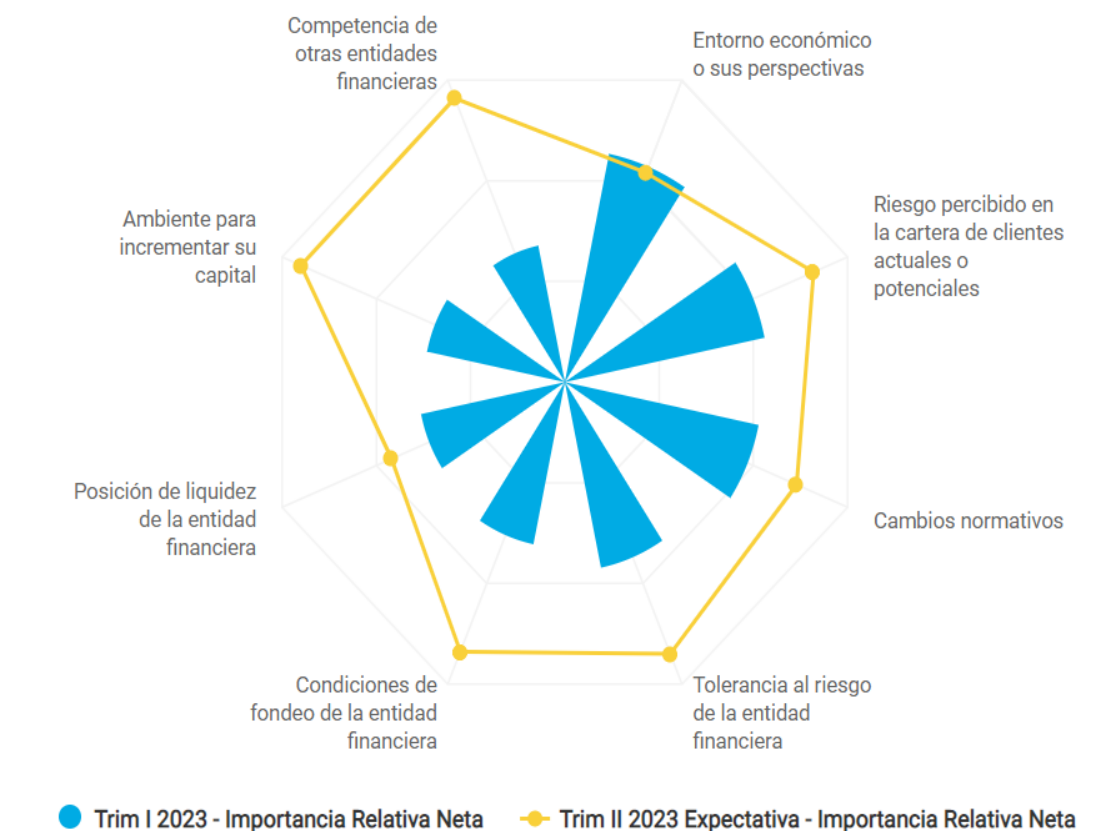 Competencia de
otras entidades
financieras
Entorno económico
o sus perspectivas
Riesgo percibido en
la cartera de clientes
actuales o
potenciales
Cambios normativos
Tolerancia al riesgo
de la entidad
financiera
Condiciones de
fondeo de la entidad
financiera
Posición de liquidez
de la entidad
financiera
Ambiente para
incrementar su
capital
Trim I 2023 - Importancia Relativa Neta
Trim II 2023 Expectativa - Importancia Relativa Neta